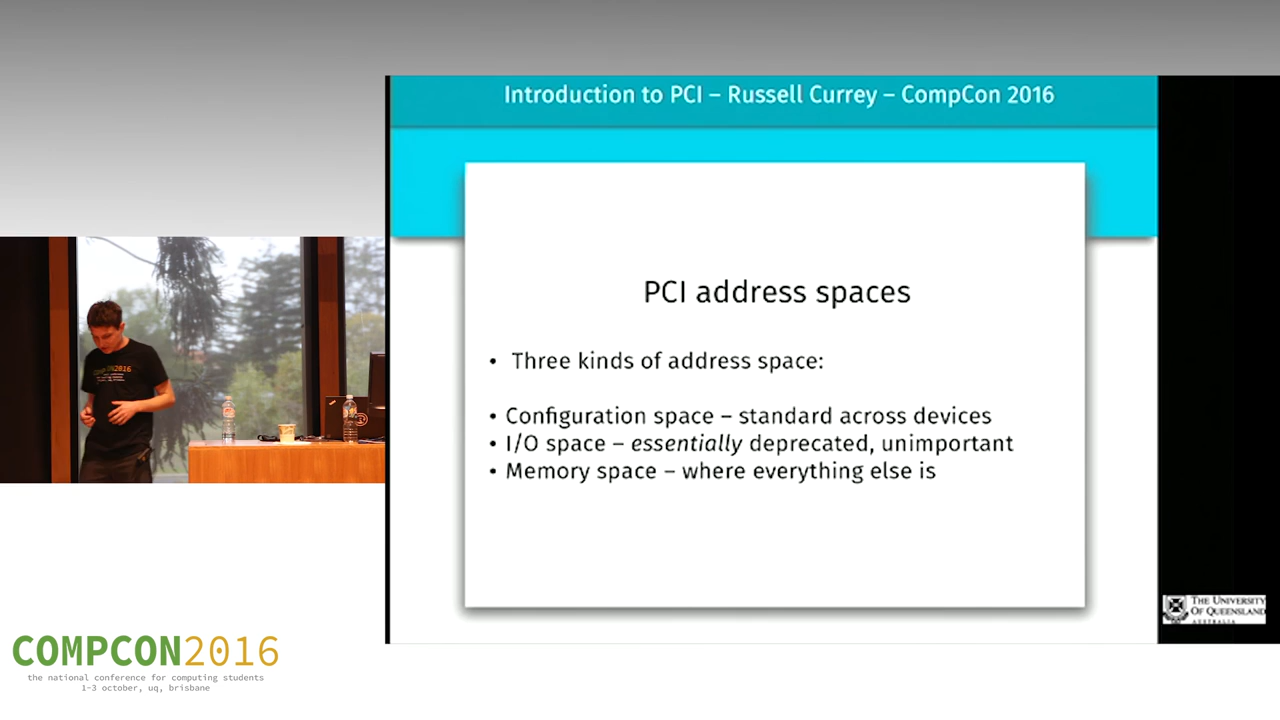 Introduction to PCI – Russell Currey – CompCon 2016
PCI address spaces
• Three kinds of address space:
• Configuration space – standard across devices
• I/O space – essentially deprecated, unimportant
• Memory space – where everything else is
COMPCON2016
THE UNIVERSITY
OF QUEENSLAND
AUSTRALIA
COMPCON2016
the national conference for computing students
1-3 october, uq, brisbane